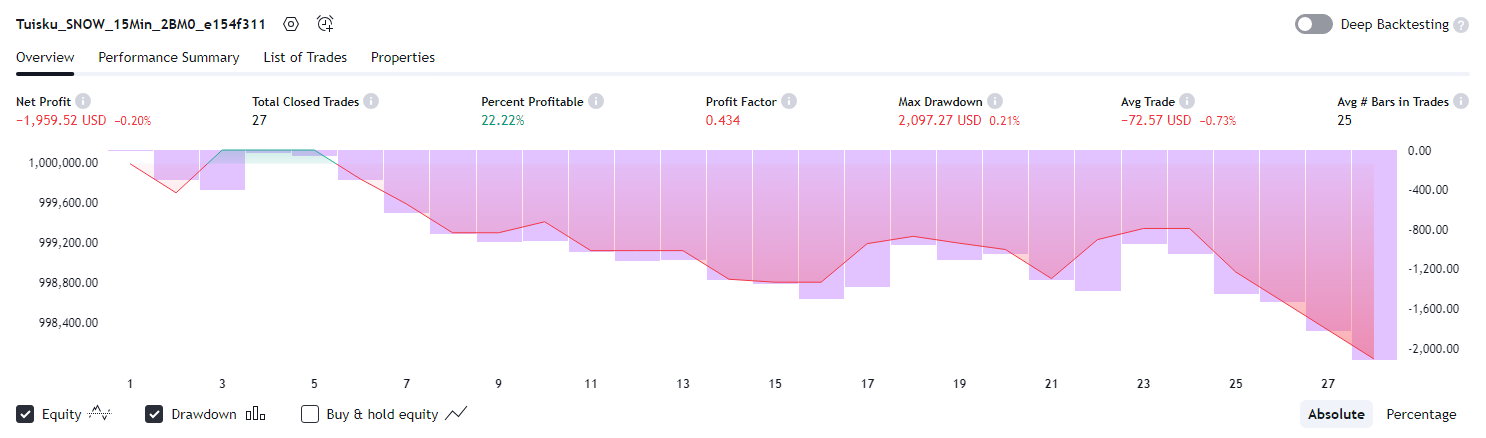 Tuisku_SNOW_15Min_2BM0_e154f311 Deep Backtesting ?
Overview Performance Summary List of Trades Properties
Net Profit i Total Closed Trades i Percent Profitable i Profit Factor i Max Drawdown i Avg Trade i Avg # Bars in Trades i
−1,959.52 USD −0.20% 27 22.22% 0.434 2,097.27 USD 0.21% −72.57 USD −0.73% 25
1,000,000.00 0.00
999,600.00 -400.00
999,200.00 -800.00
998,800.00 -1,200.00
998,400.00 -1,600.00
-2,000.00
1 3 5 7 9 11 13 15 17 19 21 23 25 27
Equity Drawdown Buy & hold equity Absolute Percentage